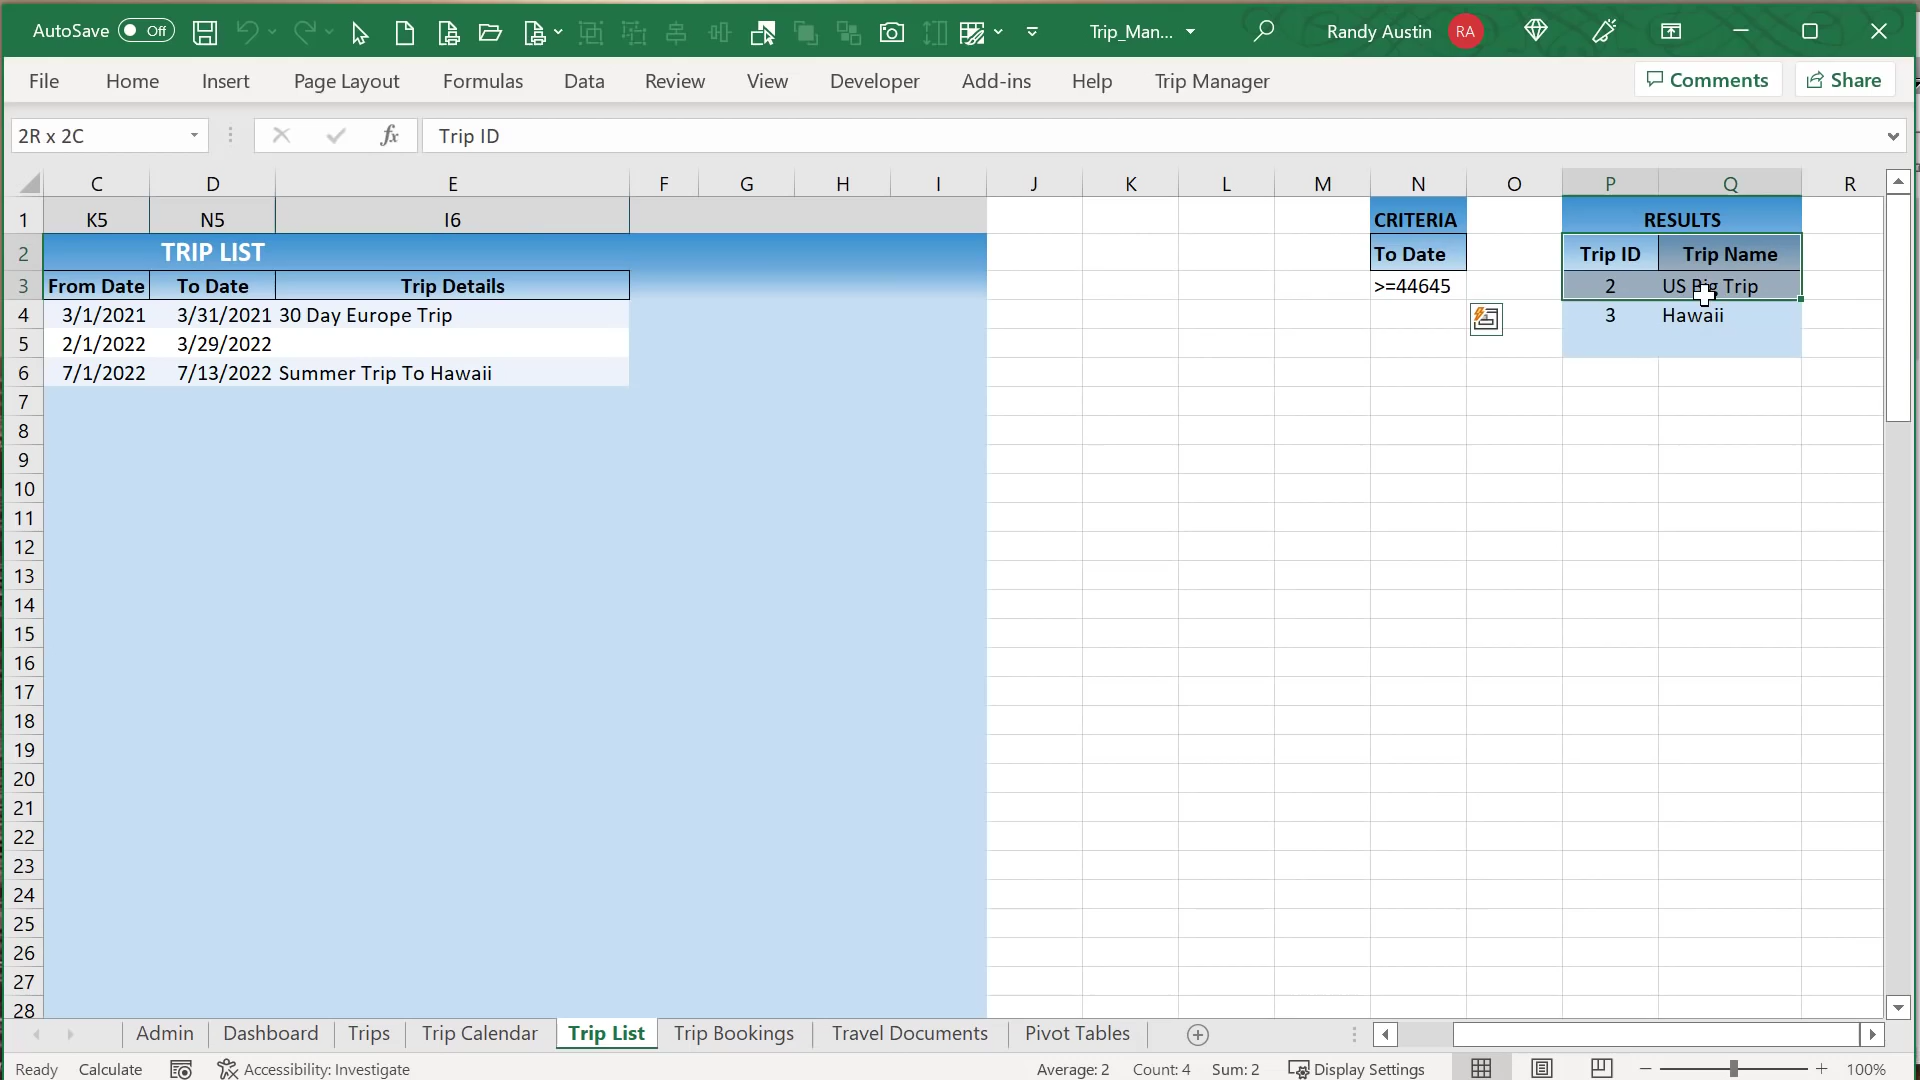 AutoSave Off Trip_Man... Randy Austin RA
File Home Insert Page Layout Formulas Data Review View Developer Add-ins Help Trip Manager Comments Share
2R x 2C fx Trip ID
C D E F G H I J K L M N O P Q R
1 K5 N5 I6 CRITERIA RESULTS
2 TRIP LIST To Date Trip ID Trip Name
3 From Date To Date Trip Details >=44645 2 US Big Trip
4 3/1/2021 3/31/2021 30 Day Europe Trip 3 Hawaii
5 2/1/2022 3/29/2022
6 7/1/2022 7/13/2022 Summer Trip To Hawaii
7
8
9
10
11
12
13
14
15
16
17
18
19
20
21
22
23
24
25
26
27
28
Admin Dashboard Trips Trip Calendar Trip List Trip Bookings Travel Documents Pivot Tables
Ready Calculate Accessibility: Investigate Average: 2 Count: 4 Sum: 2 Display Settings 100%